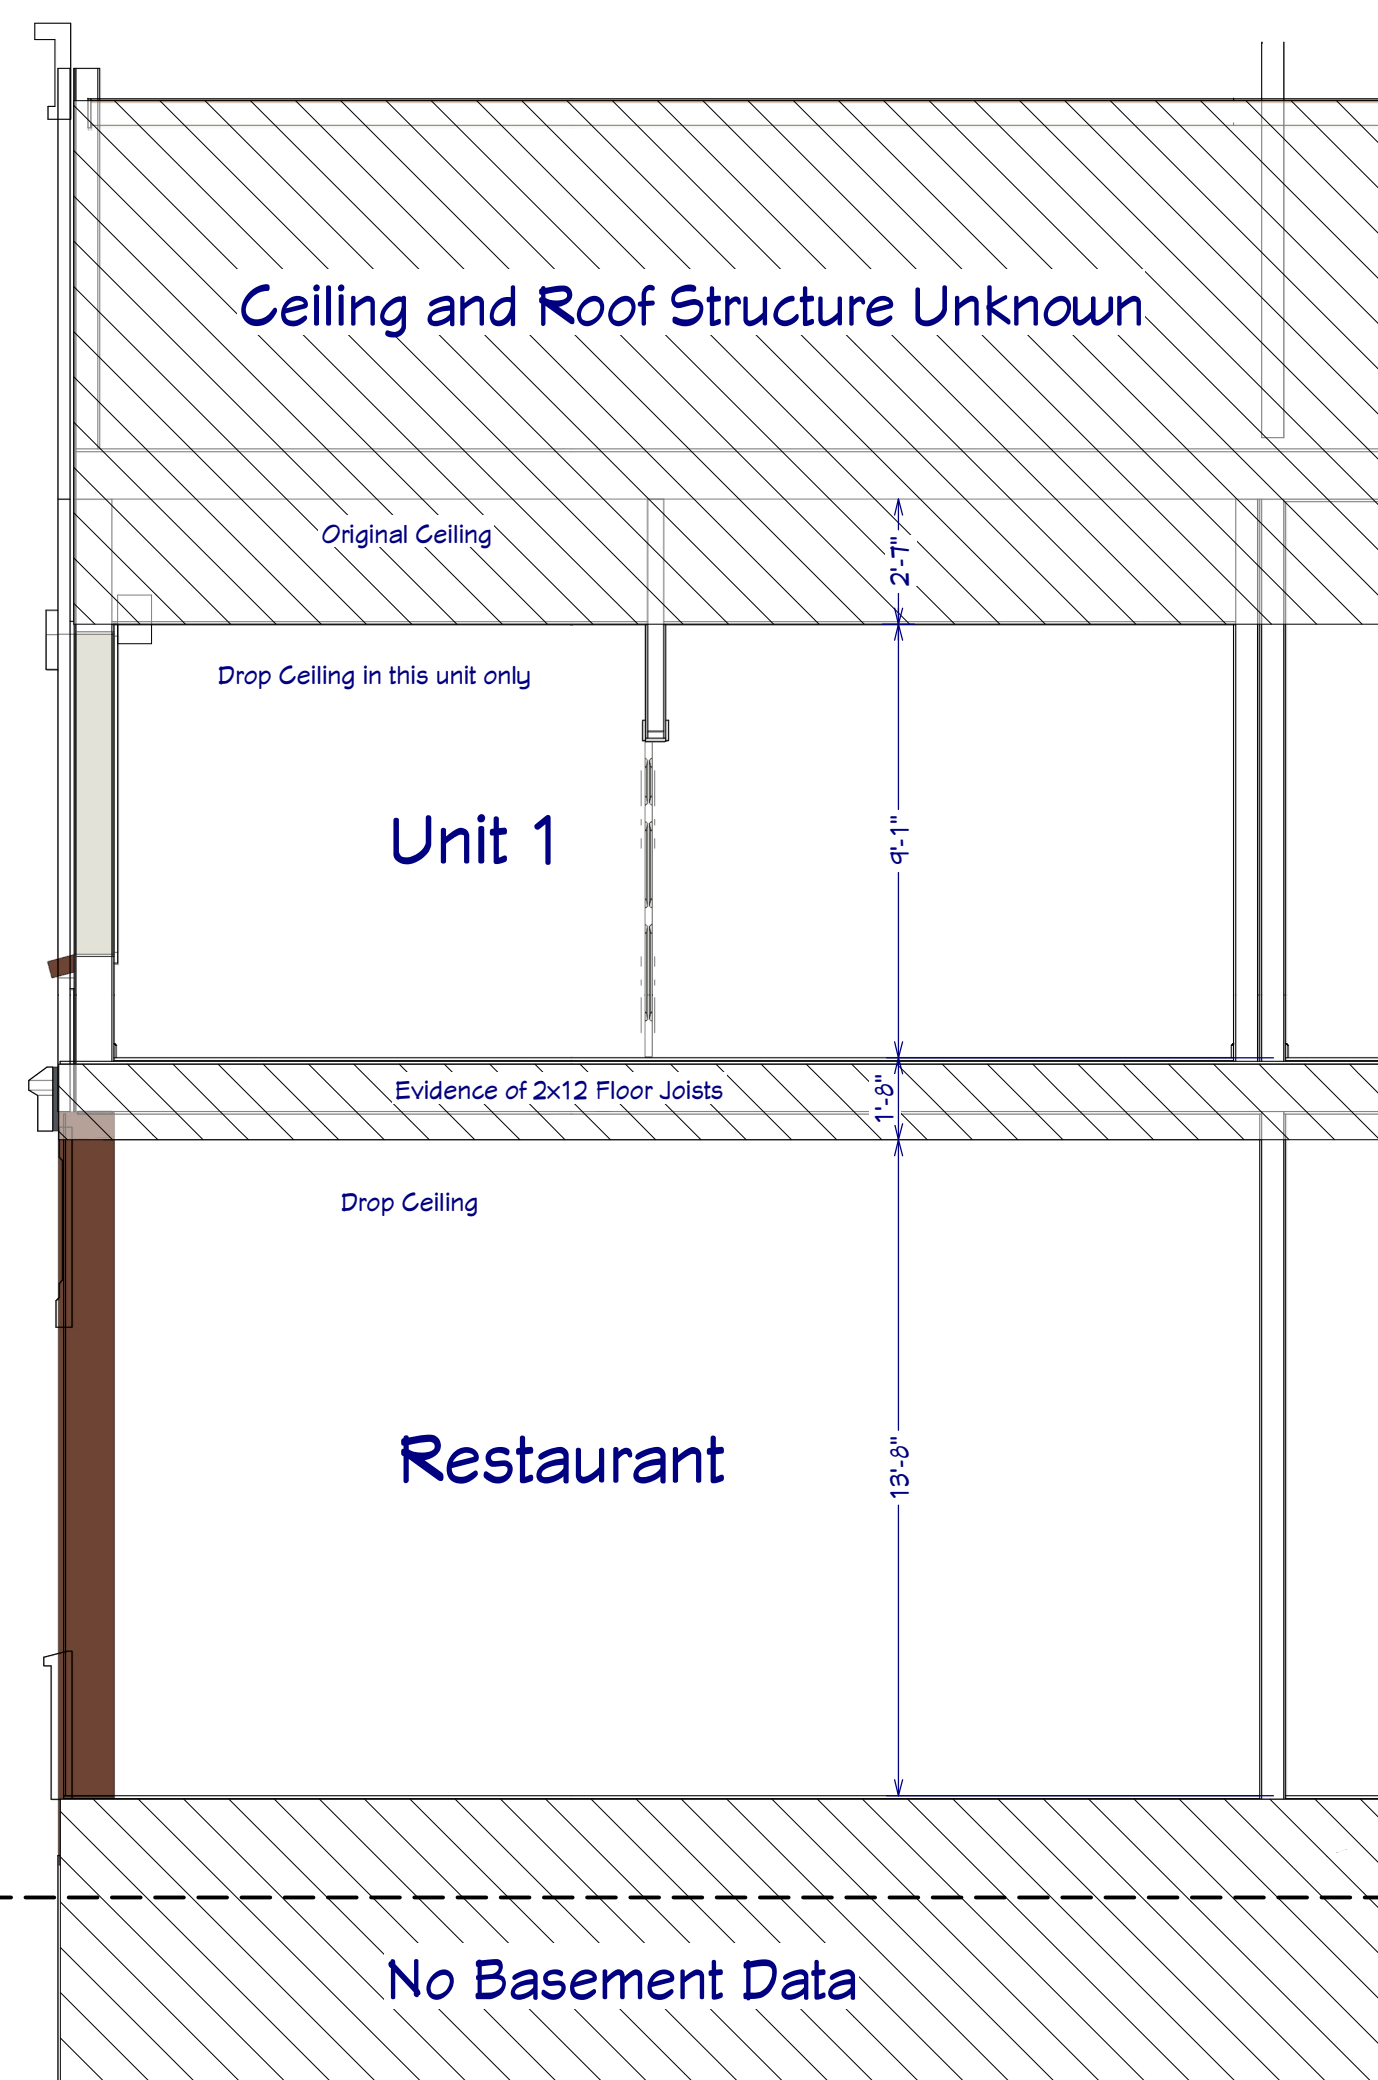 Ceiling and Roof Structure Unknown
Original Ceiling
2'-7"
Drop Ceiling in this unit only
Unit 1
9'-1"
Evidence of 2x12 Floor Joists
1'-8"
Drop Ceiling
Restaurant
13'-8"
No Basement Data